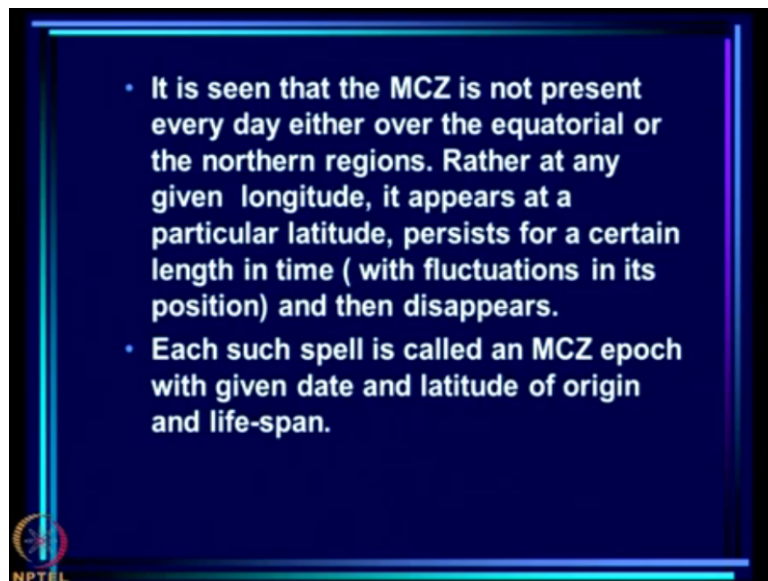 • It is seen that the MCZ is not present
every day either over the equatorial or
the northern regions. Rather at any
given longitude, it appears at a
particular latitude, persists for a certain
length in time ( with fluctuations in its
position) and then disappears.
• Each such spell is called an MCZ epoch
with given date and latitude of origin
and life-span.
NPTEL